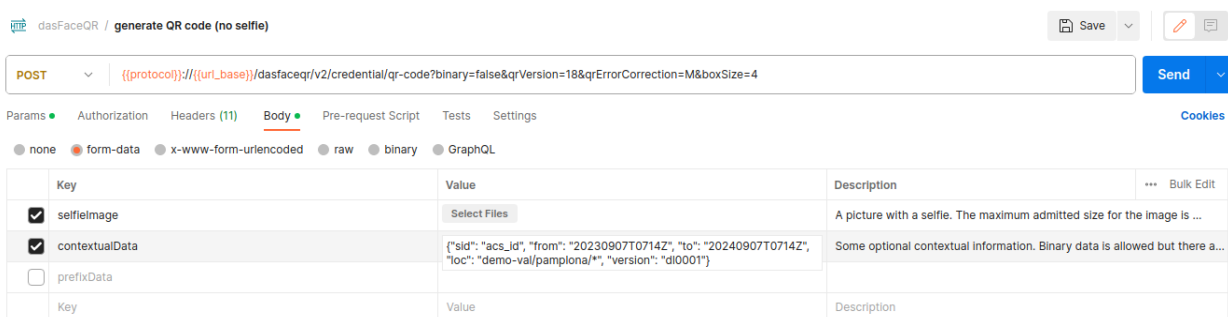 HTTP dasFaceQR / generate QR code (no selfie) Save
POST {{protocol}}://{{url_base}}/dasfaceqr/v2/credential/qr-code?binary=false&qrVersion=18&qrErrorCorrection=M&boxSize=4 Send
Params Authorization Headers (11) Body Pre-request Script Tests Settings Cookies
none form-data x-www-form-urlencoded raw binary GraphQL
Key Value Description ••• Bulk Edit
selfieImage Select Files A picture with a selfie. The maximum admitted size for the image is ...
contextualData {"sid": "acs_id", "from": "20230907T0714Z", "to": "20240907T0714Z", Some optional contextual information. Binary data is allowed but there a...
"loc": "demo-val/pamplona/*", "version": "dl0001"}
prefixData
Key Value Description